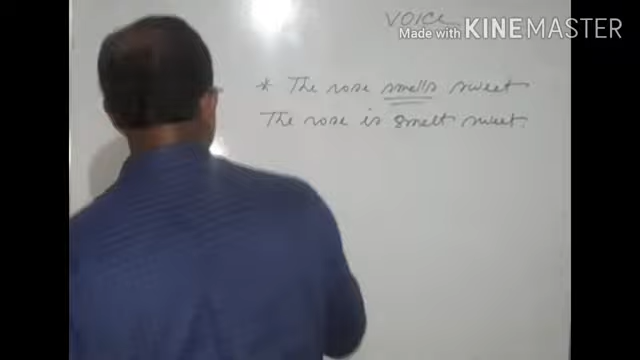 VOICE
Made with KINEMASTER
* The rose smells sweet
The rose is smelt sweet.